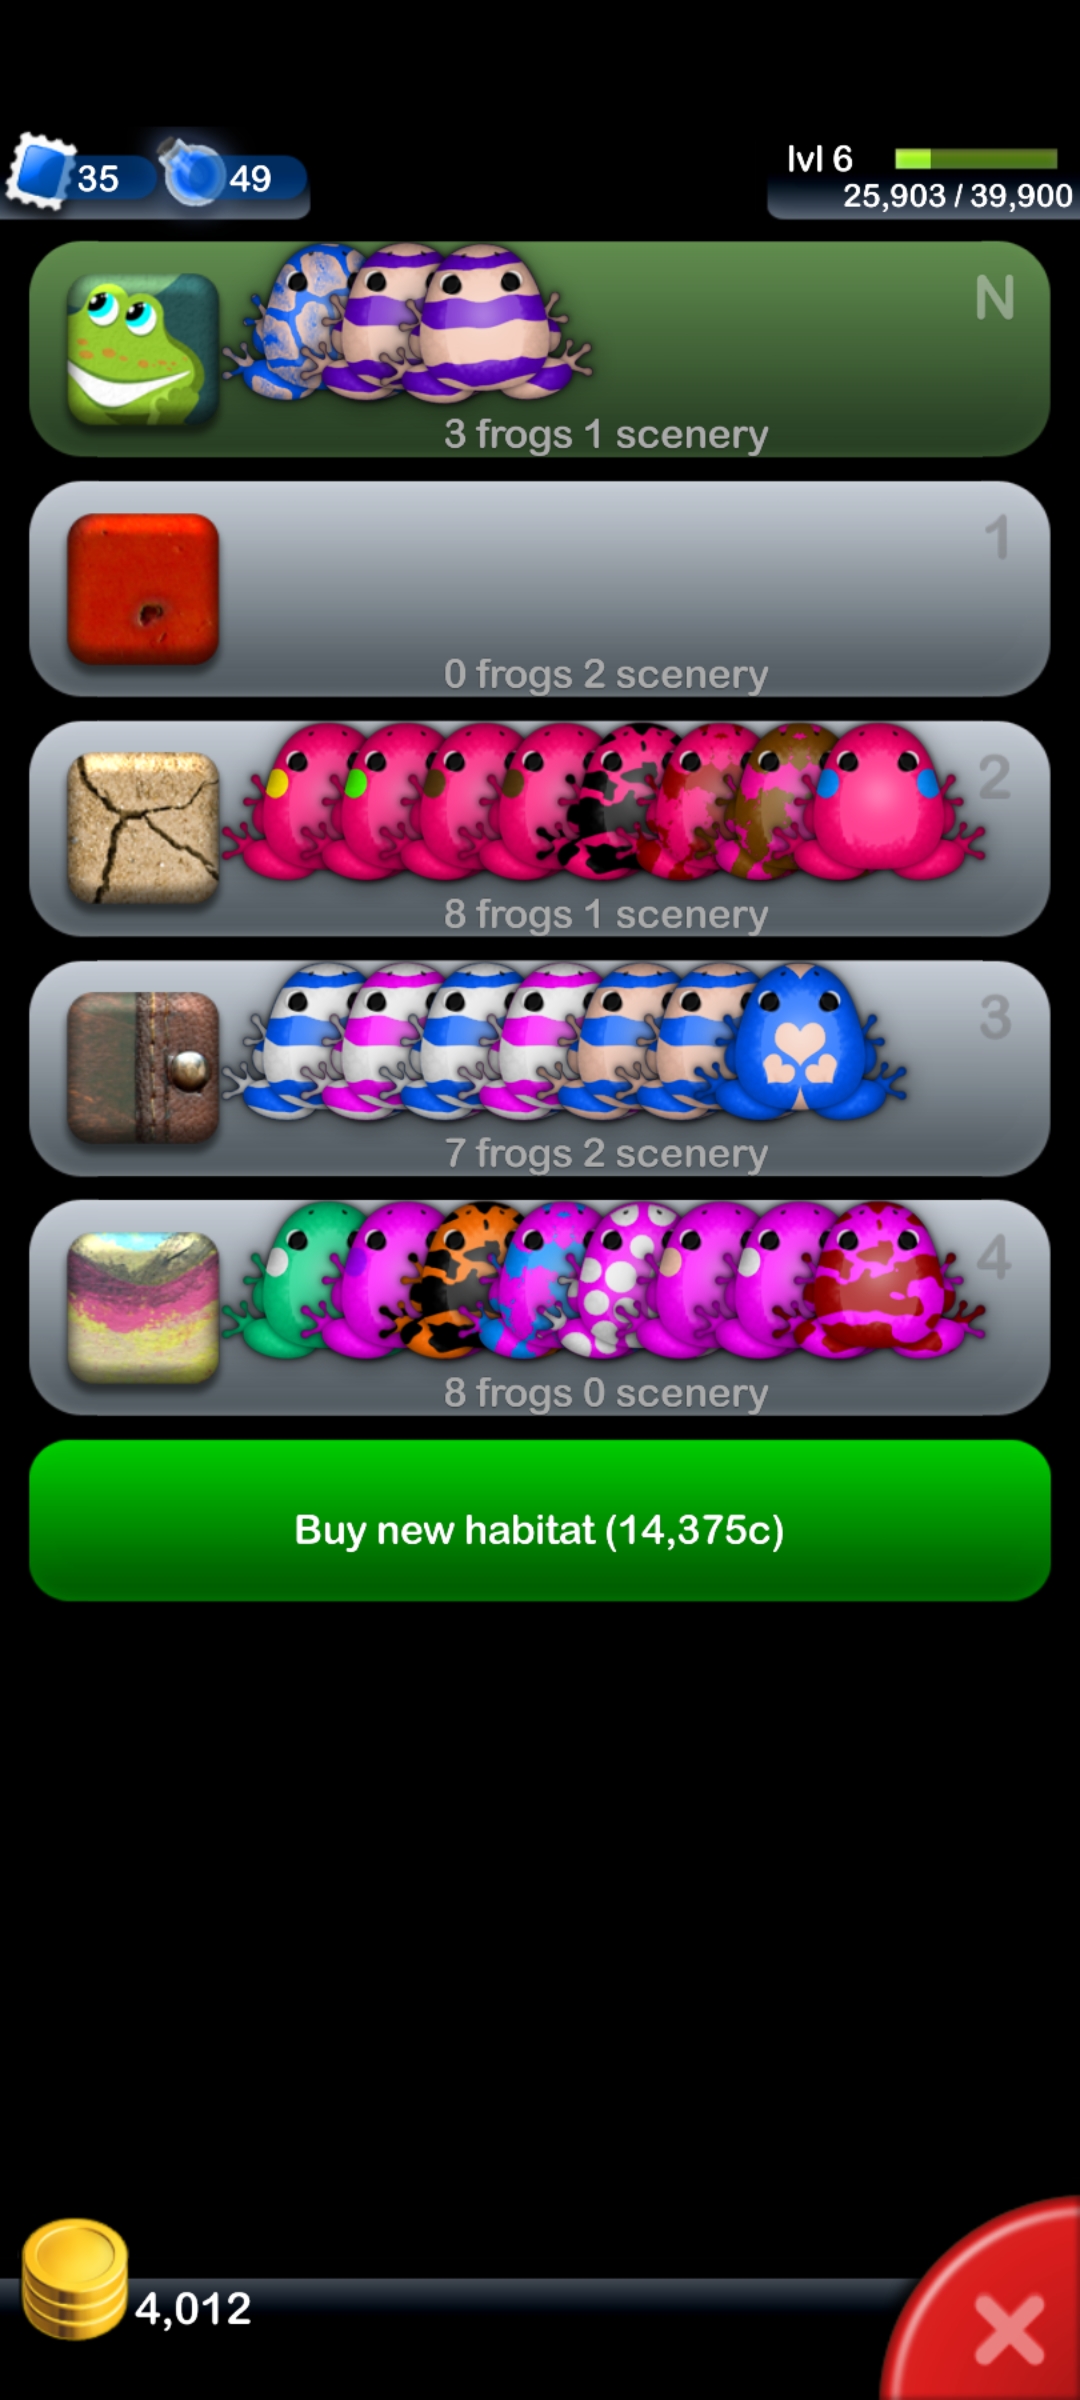 35
49
lvl 6
25,903 / 39,900
N
3 frogs 1 scenery
1
0 frogs 2 scenery
2
8 frogs 1 scenery
3
7 frogs 2 scenery
4
8 frogs 0 scenery
Buy new habitat (14,375c)
4,012